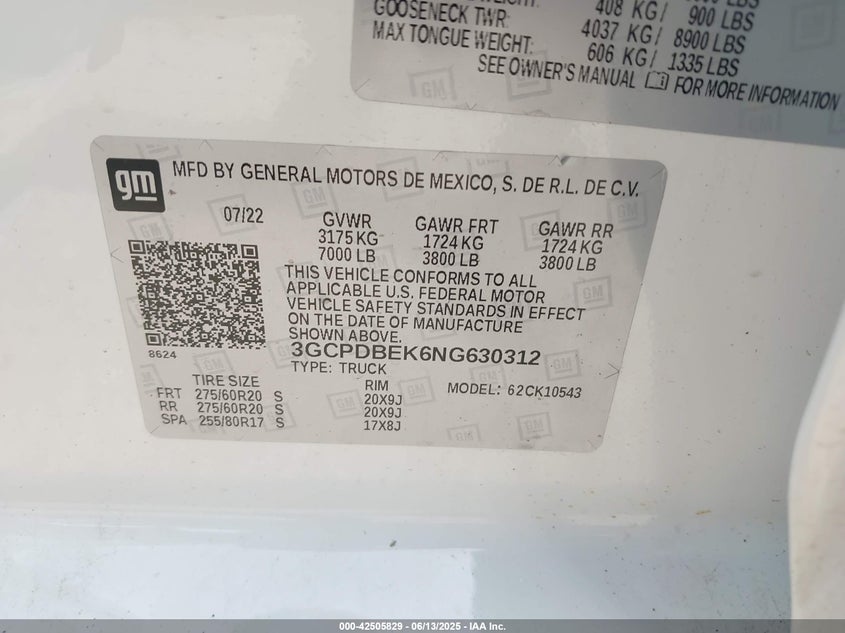 408 KG/ 900 LBS
GOOSENECK TWR: 4037 KG/ 8900 LBS
MAX TONGUE WEIGHT: 606 KG/ 1335 LBS
SEE OWNER'S MANUAL FOR MORE INFORMATION
gm
MFD BY GENERAL MOTORS DE MEXICO, S. DE R.L. DE C.V.
07/22 GVWR GAWR FRT GAWR RR
3175 KG 1724 KG 1724 KG
7000 LB 3800 LB 3800 LB
THIS VEHICLE CONFORMS TO ALL
APPLICABLE U.S. FEDERAL MOTOR
VEHICLE SAFETY STANDARDS IN EFFECT
ON THE DATE OF MANUFACTURE
SHOWN ABOVE.
8624
3GCPDBEK6NG630312
TYPE: TRUCK
TIRE SIZE RIM MODEL: 62CK10543
FRT 275/60R20 S 20X9J
RR 275/60R20 S 20X9J
SPA 255/80R17 S 17X8J
000-42505829 - 06/13/2025 - IAA Inc.